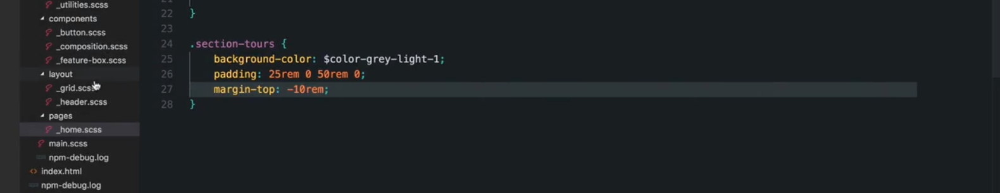 _utilities.scss
components
_button.scss
_composition.scss
_feature-box.scss
layout
_grid.scss
_header.scss
pages
_home.scss
main.scss
npm-debug.log
index.html
npm-debug.log
22 }
23
24 .section-tours {
25 background-color: $color-grey-light-1;
26 padding: 25rem 0 50rem 0;
27 margin-top: -10rem;
28 }